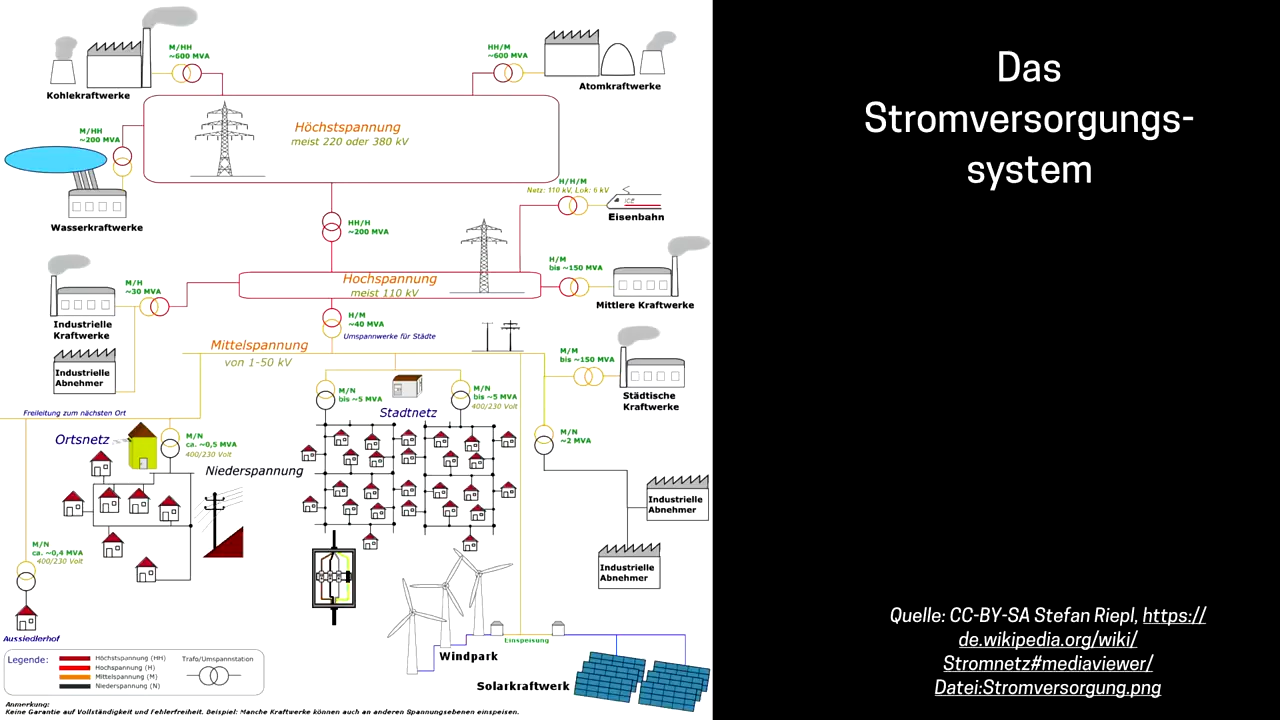 M/HH
~600 MVA
HH/M
~600 MVA
Kohlekraftwerke
Atomkraftwerke
Höchstspannung
meist 220 oder 380 kV
M/HH
~200 MVA
Wasserkraftwerke
H/H/M
Netz: 110 kV, Lok: 6 kV
ICE
Eisenbahn
HH/H
~200 MVA
H/M
bis ~150 MVA
Hochspannung
meist 110 kV
Mittlere Kraftwerke
M/H
~30 MVA
Industrielle
Kraftwerke
H/M
~40 MVA
Umspannwerke für Städte
Mittelspannung
von 1-50 kV
M/M
bis ~150 MVA
Städtische
Kraftwerke
Industrielle
Abnehmer
M/N
bis ~5 MVA
M/N
bis ~5 MVA
400/230 Volt
Stadtnetz
Freileitung zum nächsten Ort
Ortsnetz
M/N
ca. ~0,5 MVA
400/230 Volt
M/N
~2 MVA
Niederspannung
Industrielle
Abnehmer
M/N
ca. ~0,4 MVA
400/230 Volt
Industrielle
Abnehmer
Aussiedlerhof
Einspeisung
Windpark
Solarkraftwerk
Legende:
Höchstspannung (HH)
Hochspannung (H)
Mittelspannung (M)
Niederspannung (N)
Trafo/Umspannstation
Anmerkung:
Keine Garantie auf Vollständigkeit und Fehlerfreiheit. Beispiel: Manche Kraftwerke können auch an anderen Spannungsebenen einspeisen.
Das
Stromversorgungs-
system
Quelle: CC-BY-SA Stefan Riepl, https://
de.wikipedia.org/wiki/
Stromnetz#mediaviewer/
Datei:Stromversorgung.png